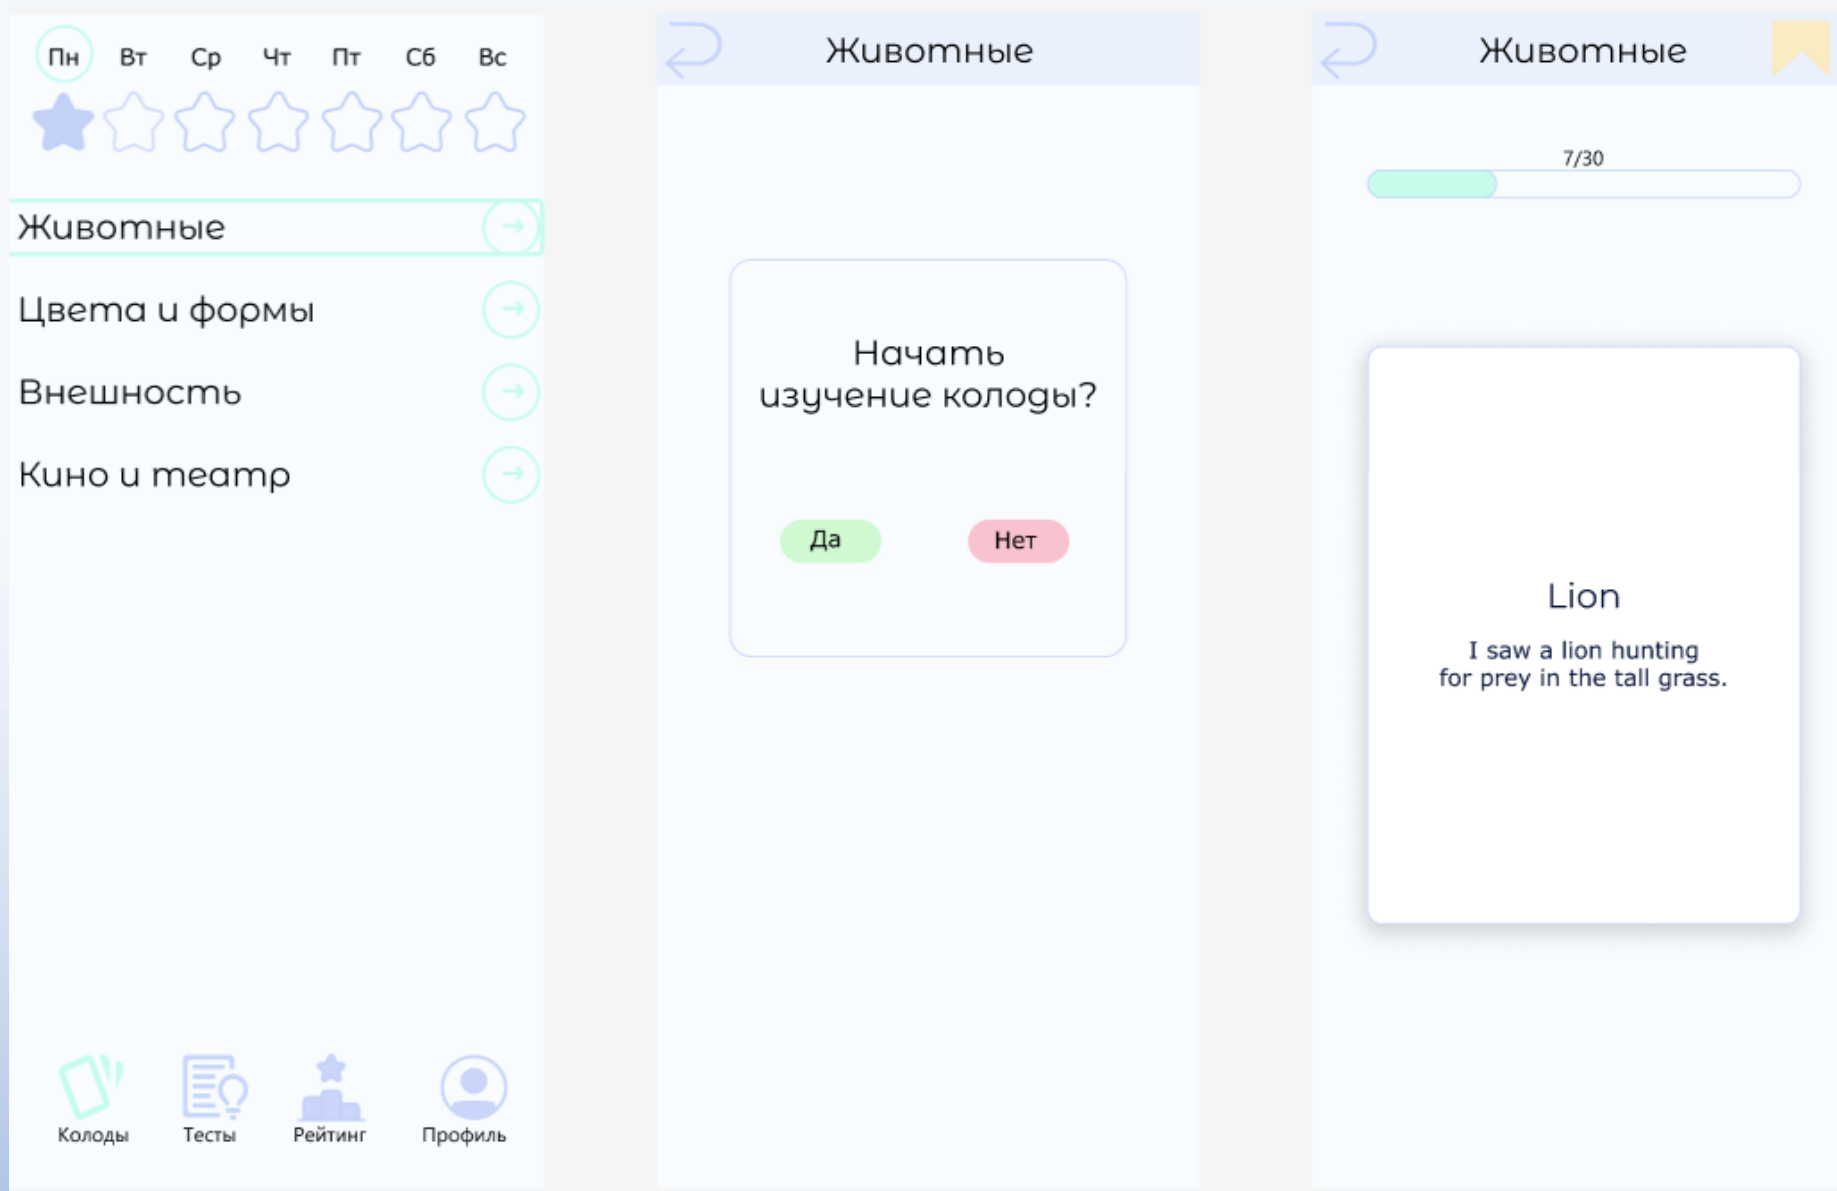 Пн Вт Ср Чт Пт Сб Вс
Животные
Цвета и формы
Внешность
Кино и театр
Колоды Тесты Рейтинг Профиль
Животные
Начать
изучение колоды?
Да Нет
Животные
7/30
Lion
I saw a lion hunting
for prey in the tall grass.